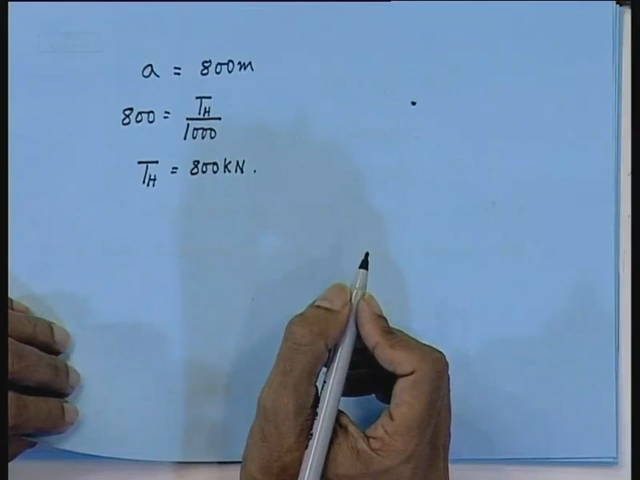 a = 800m
800 = T_H / 1000
T_H = 800KN.